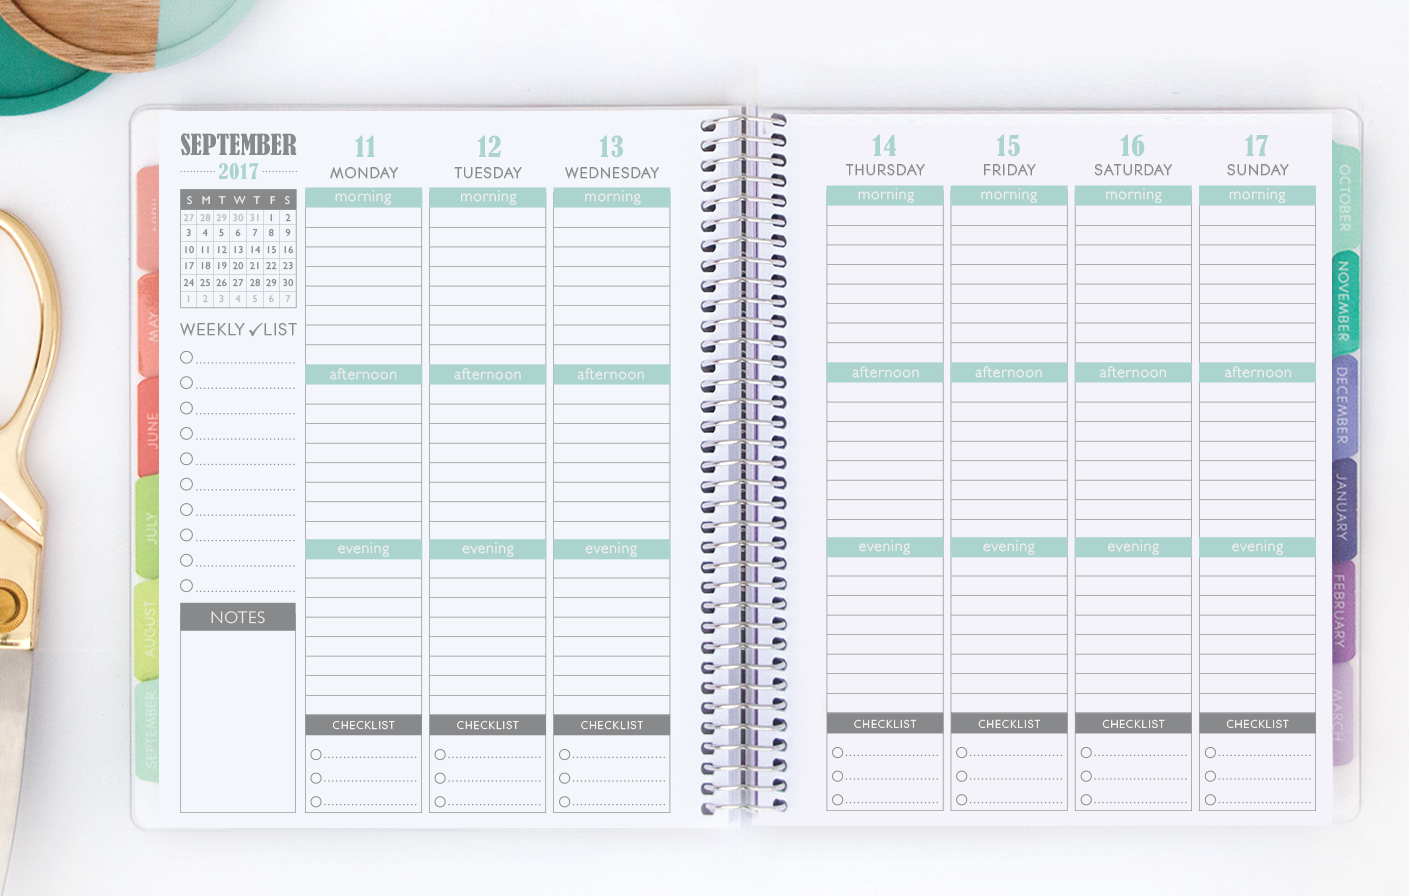 SEPTEMBER
2017
S M T W T F S
27 28 29 30 31 1 2
3 4 5 6 7 8 9
10 11 12 13 14 15 16
17 18 19 20 21 22 23
24 25 26 27 28 29 30
1 2 3 4 5 6 7
WEEKLY ✓LIST
NOTES
11
MONDAY
morning
afternoon
evening
CHECKLIST
12
TUESDAY
morning
afternoon
evening
CHECKLIST
13
WEDNESDAY
morning
afternoon
evening
CHECKLIST
14
THURSDAY
morning
afternoon
evening
CHECKLIST
15
FRIDAY
morning
afternoon
evening
CHECKLIST
16
SATURDAY
morning
afternoon
evening
CHECKLIST
17
SUNDAY
morning
afternoon
evening
CHECKLIST
MAY
JUNE
JULY
AUGUST
SEPTEMBER
OCTOBER
NOVEMBER
DECEMBER
JANUARY
FEBRUARY
MARCH